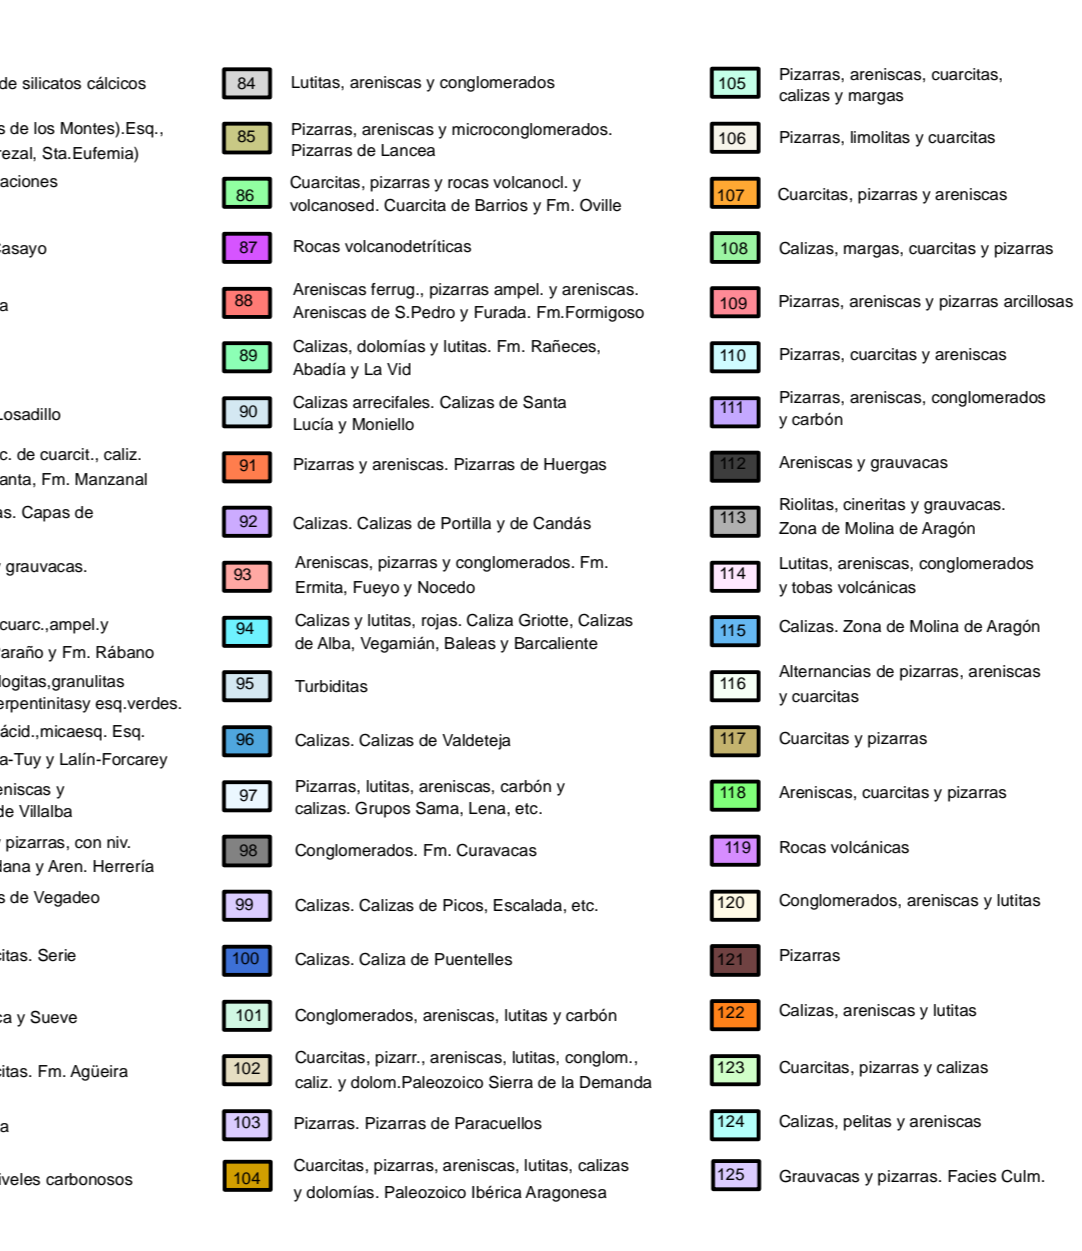 de silicatos cálcicos
s de los Montes).Esq.,
rezal, Sta.Eufemia)
aciones
Casayo
a
Losadillo
c. de cuarcit., caliz.
anta, Fm. Manzanal
as. Capas de
y grauvacas.
cuarc.,ampel.y
Paraño y Fm. Rábano
logitas,granulitas
erpentinitasy esq.verdes.
ácid.,micaesq. Esq.
a-Tuy y Lalín-Forcarey
eniscas y
de Villalba
y pizarras, con niv.
dana y Aren. Herrería
s de Vegadeo
citas. Serie
ca y Sueve
citas. Fm. Agüeira
a
iveles carbonosos
84 Lutitas, areniscas y conglomerados
85 Pizarras, areniscas y microconglomerados.
Pizarras de Lancea
86 Cuarcitas, pizarras y rocas volcanocl. y
volcanosed. Cuarcita de Barrios y Fm. Oville
87 Rocas volcanodetríticas
88 Areniscas ferrug., pizarras ampel. y areniscas.
Areniscas de S.Pedro y Furada. Fm.Formigoso
89 Calizas, dolomías y lutitas. Fm. Rañeces,
Abadía y La Vid
90 Calizas arrecifales. Calizas de Santa
Lucía y Moniello
91 Pizarras y areniscas. Pizarras de Huergas
92 Calizas. Calizas de Portilla y de Candás
93 Areniscas, pizarras y conglomerados. Fm.
Ermita, Fueyo y Nocedo
94 Calizas y lutitas, rojas. Caliza Griotte, Calizas
de Alba, Vegamián, Baleas y Barcaliente
95 Turbiditas
96 Calizas. Calizas de Valdeteja
97 Pizarras, lutitas, areniscas, carbón y
calizas. Grupos Sama, Lena, etc.
98 Conglomerados. Fm. Curavacas
99 Calizas. Calizas de Picos, Escalada, etc.
100 Calizas. Caliza de Puentelles
101 Conglomerados, areniscas, lutitas y carbón
102 Cuarcitas, pizarr., areniscas, lutitas, conglom.,
caliz. y dolom.Paleozoico Sierra de la Demanda
103 Pizarras. Pizarras de Paracuellos
104 Cuarcitas, pizarras, areniscas, lutitas, calizas
y dolomías. Paleozoico Ibérica Aragonesa
105 Pizarras, areniscas, cuarcitas,
calizas y margas
106 Pizarras, limolitas y cuarcitas
107 Cuarcitas, pizarras y areniscas
108 Calizas, margas, cuarcitas y pizarras
109 Pizarras, areniscas y pizarras arcillosas
110 Pizarras, cuarcitas y areniscas
111 Pizarras, areniscas, conglomerados
y carbón
112 Areniscas y grauvacas
113 Riolitas, cineritas y grauvacas.
Zona de Molina de Aragón
114 Lutitas, areniscas, conglomerados
y tobas volcánicas
115 Calizas. Zona de Molina de Aragón
116 Alternancias de pizarras, areniscas
y cuarcitas
117 Cuarcitas y pizarras
118 Areniscas, cuarcitas y pizarras
119 Rocas volcánicas
120 Conglomerados, areniscas y lutitas
121 Pizarras
122 Calizas, areniscas y lutitas
123 Cuarcitas, pizarras y calizas
124 Calizas, pelitas y areniscas
125 Grauvacas y pizarras. Facies Culm.